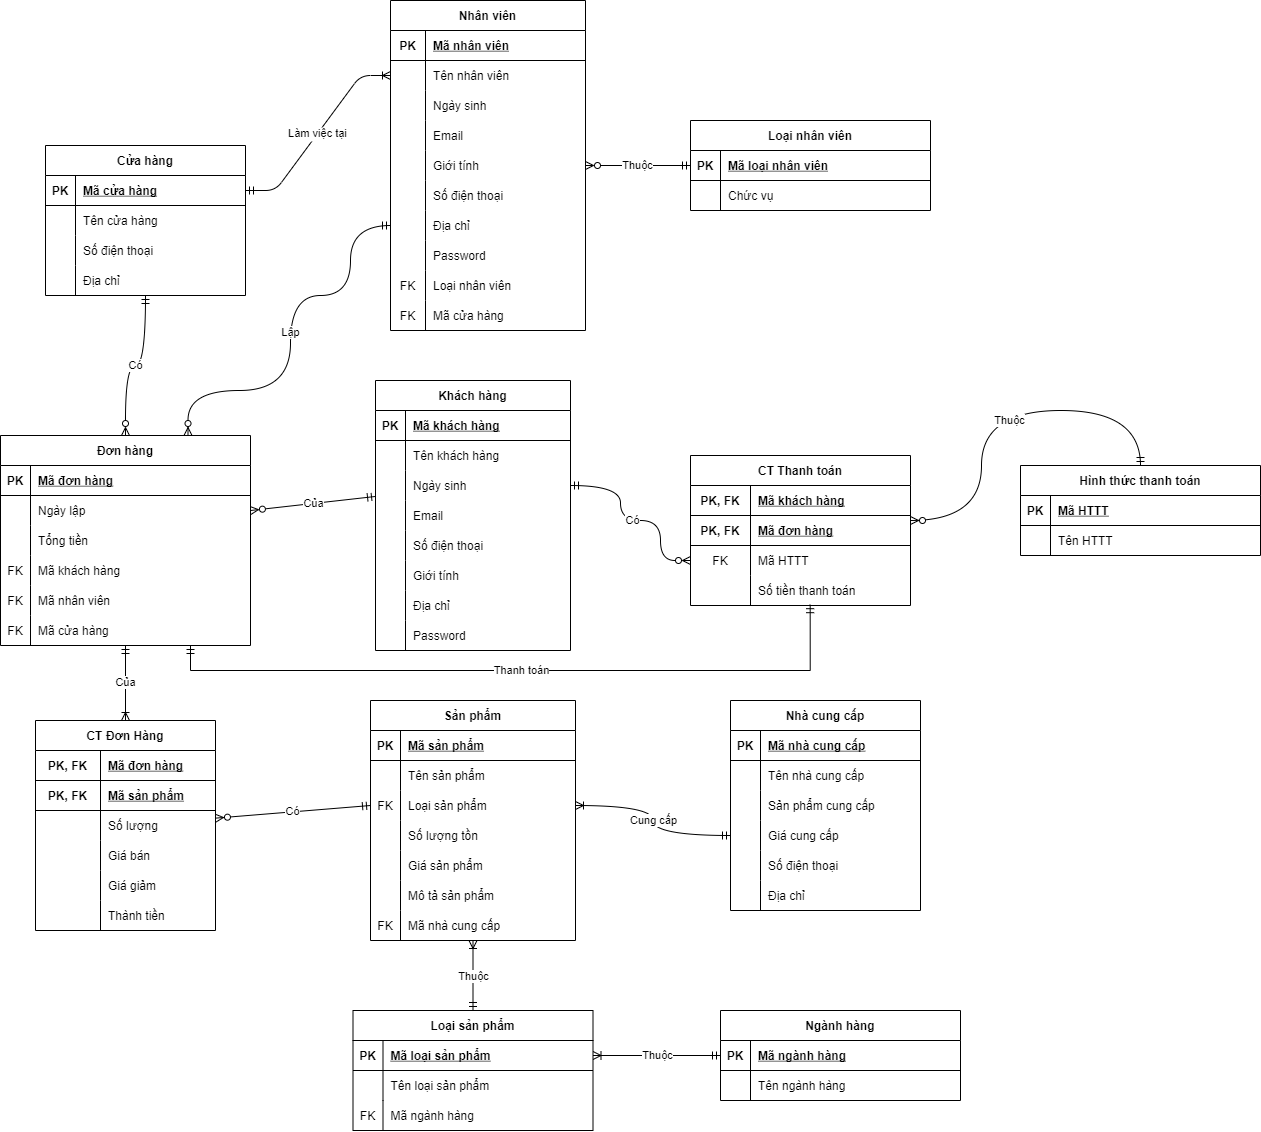 Nhân viên
PK Mã nhân viên
Tên nhân viên
Ngày sinh
Email
Giới tính
Số điện thoại
Địa chỉ
Password
FK Loại nhân viên
FK Mã cửa hàng
Làm việc tại
Thuộc
Loại nhân viên
PK Mã loại nhân viên
Chức vụ
Cửa hàng
PK Mã cửa hàng
Tên cửa hàng
Số điện thoại
Địa chỉ
Có
Lập
Đơn hàng
PK Mã đơn hàng
Ngày lập
Tổng tiền
FK Mã khách hàng
FK Mã nhân viên
FK Mã cửa hàng
Của
Khách hàng
PK Mã khách hàng
Tên khách hàng
Ngày sinh
Email
Số điện thoại
Giới tính
Địa chỉ
Password
Có
CT Thanh toán
PK, FK Mã khách hàng
PK, FK Mã đơn hàng
FK Mã HTTT
Số tiền thanh toán
Thuộc
Hình thức thanh toán
PK Mã HTTT
Tên HTTT
Thanh toán
Của
CT Đơn Hàng
PK, FK Mã đơn hàng
PK, FK Mã sản phẩm
Số lượng
Giá bán
Giá giảm
Thành tiền
Có
Sản phẩm
PK Mã sản phẩm
Tên sản phẩm
FK Loại sản phẩm
Số lượng tồn
Giá sản phẩm
Mô tả sản phẩm
FK Mã nhà cung cấp
Cung cấp
Nhà cung cấp
PK Mã nhà cung cấp
Tên nhà cung cấp
Sản phẩm cung cấp
Giá cung cấp
Số điện thoại
Địa chỉ
Thuộc
Loại sản phẩm
PK Mã loại sản phẩm
Tên loại sản phẩm
FK Mã ngành hàng
Thuộc
Ngành hàng
PK Mã ngành hàng
Tên ngành hàng